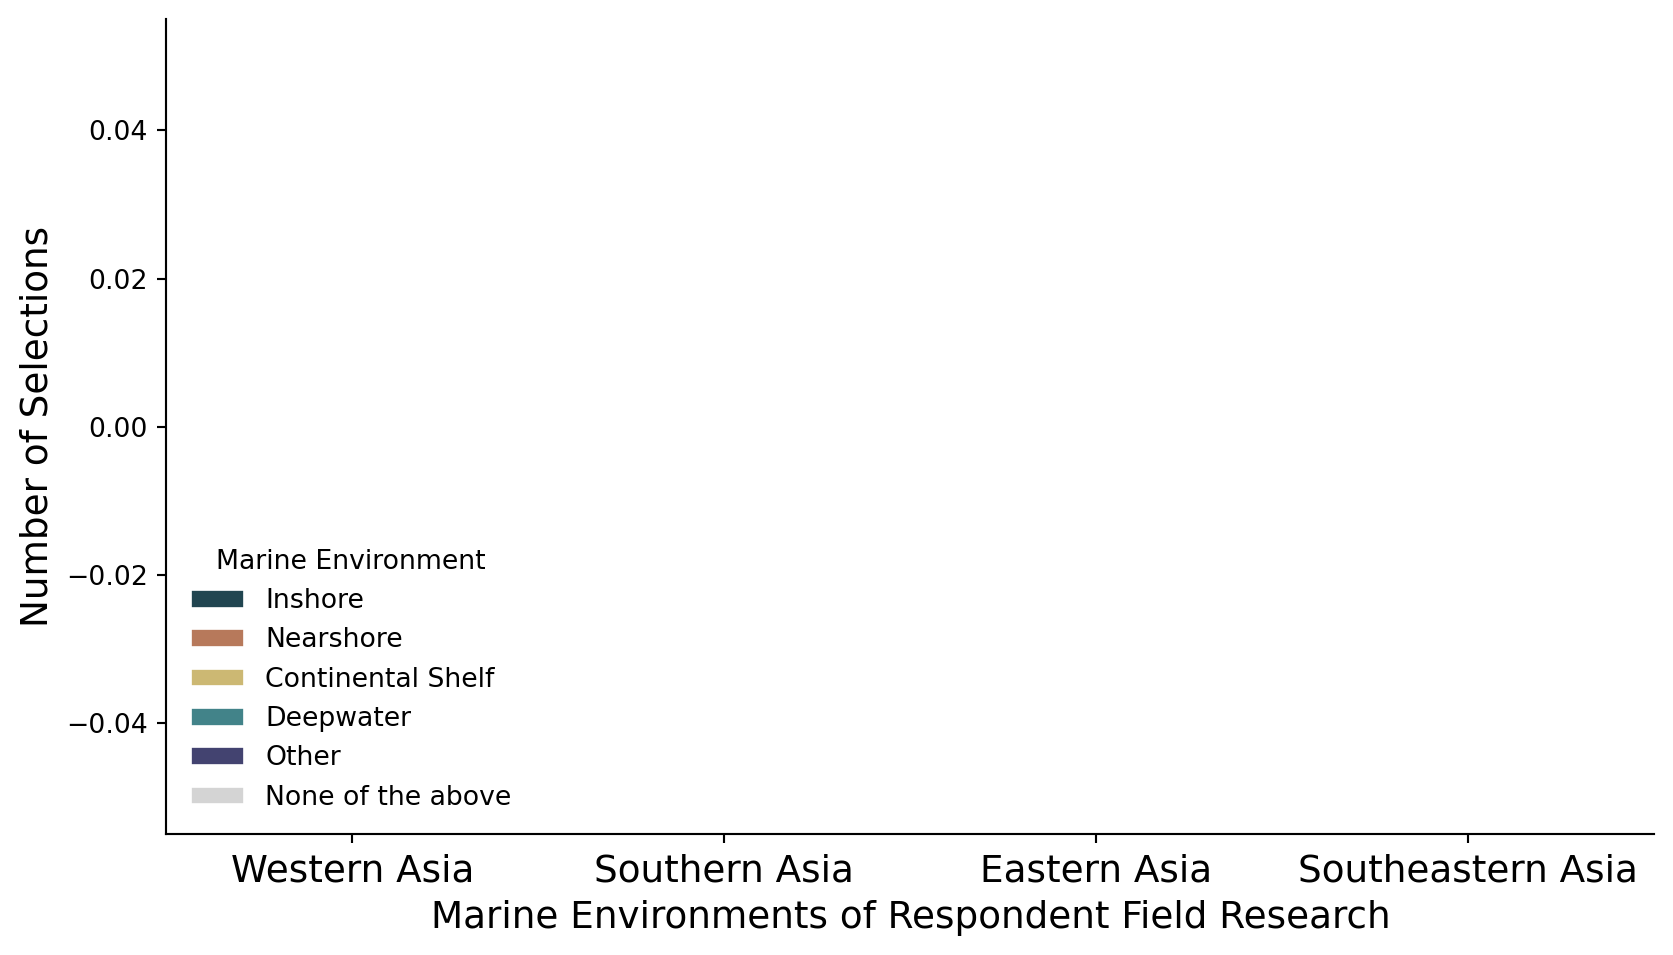 Number of Selections
0.04
0.02
0.00
−0.02
−0.04
Marine Environment
Inshore
Nearshore
Continental Shelf
Deepwater
Other
None of the above
Western Asia
Southern Asia
Eastern Asia
Southeastern Asia
Marine Environments of Respondent Field Research